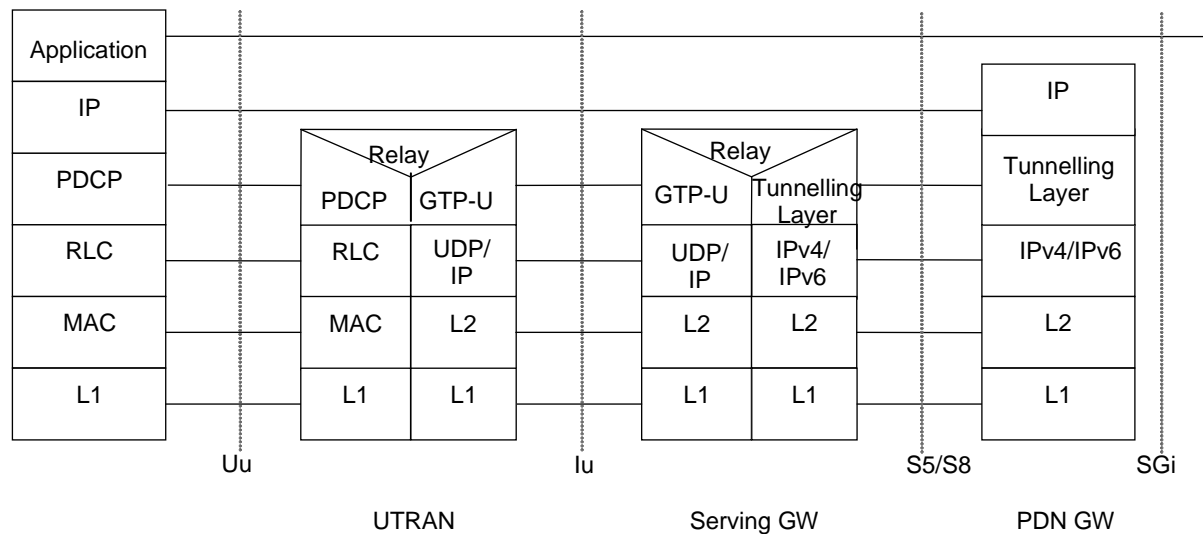 Application
IP
PDCP
RLC
MAC
L1
Relay
PDCP
GTP-U
RLC
UDP/
IP
MAC
L2
L1
L1
Relay
GTP-U
Tunnelling
Layer
UDP/
IP
IPv4/
IPv6
L2
L2
L1
L1
IP
Tunnelling
Layer
IPv4/IPv6
L2
L1
Uu
Iu
S5/S8
SGi
UTRAN
Serving GW
PDN GW